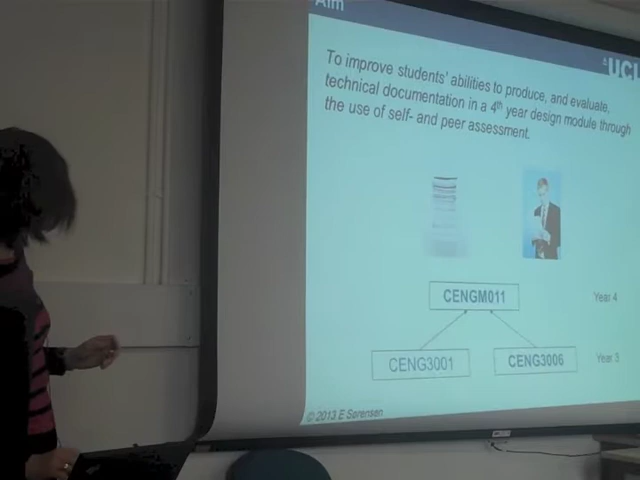 Aim
UCL
To improve students' abilities to produce, and evaluate,
technical documentation in a 4th year design module through
the use of self- and peer assessment.
CENGM011
Year 4
CENG3001
CENG3006
Year 3
© 2013 E Sørensen